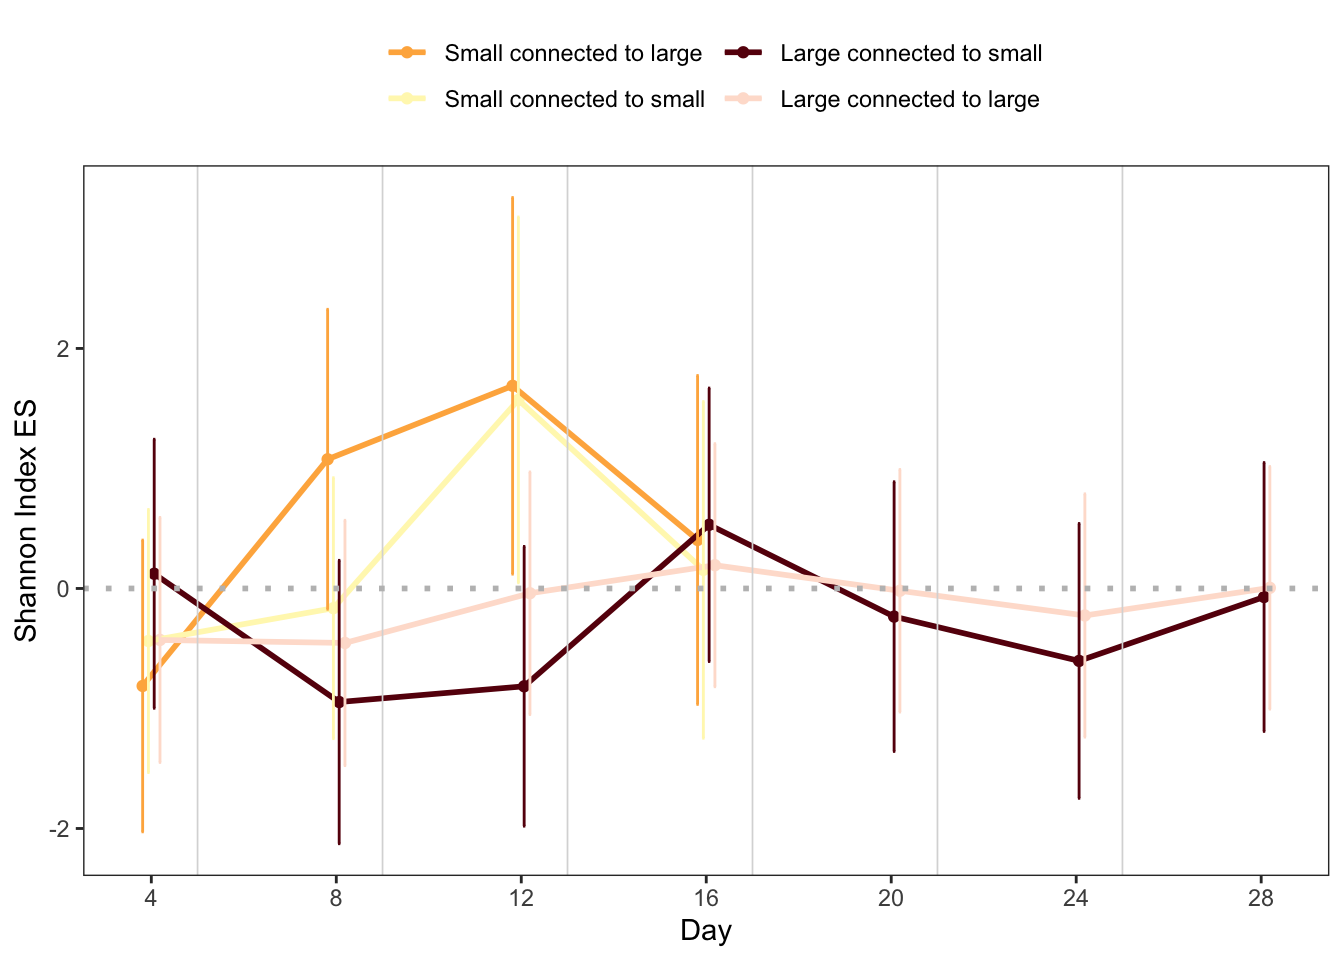 Small connected to large Large connected to small
Small connected to small Large connected to large
Shannon Index ES
2
0
-2
4 8 12 16 20 24 28
Day